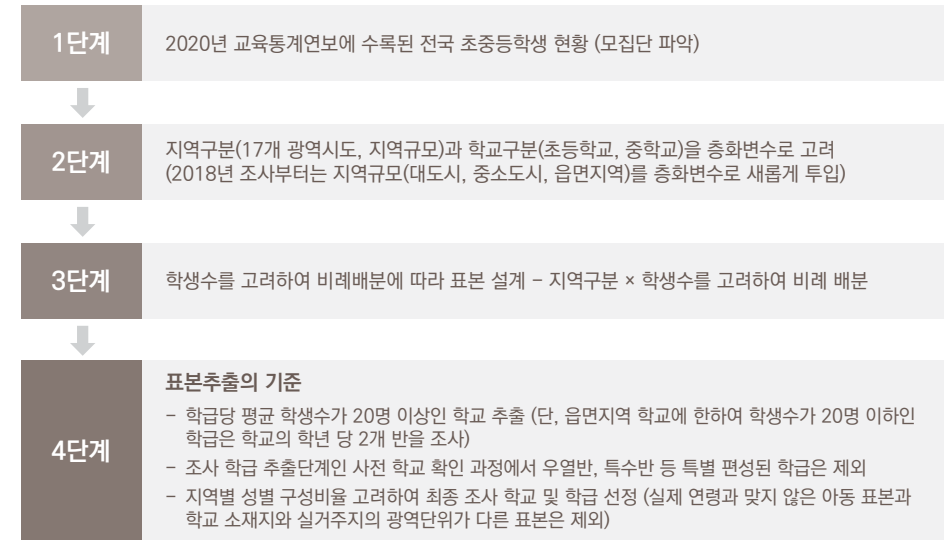 1단계
2020년 교육통계연보에 수록된 전국 초중등학생 현황 (모집단 파악)
2단계
지역구분(17개 광역시도, 지역규모)과 학교구분(초등학교, 중학교)을 층화변수로 고려
(2018년 조사부터는 지역규모(대도시, 중소도시, 읍면지역)를 층화변수로 새롭게 투입)
3단계
학생수를 고려하여 비례배분에 따라 표본 설계 – 지역구분 × 학생수를 고려하여 비례 배분
4단계
표본추출의 기준
– 학급당 평균 학생수가 20명 이상인 학교 추출 (단, 읍면지역 학교에 한하여 학생수가 20명 이하인
학급은 학교의 학년 당 2개 반을 조사)
– 조사 학급 추출단계인 사전 학교 확인 과정에서 우열반, 특수반 등 특별 편성된 학급은 제외
– 지역별 성별 구성비율 고려하여 최종 조사 학교 및 학급 선정 (실제 연령과 맞지 않은 아동 표본과
학교 소재지와 실거주지의 광역단위가 다른 표본은 제외)